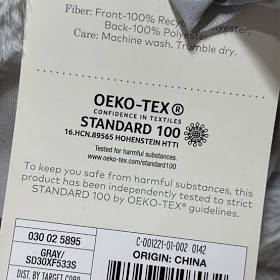 Fiber: Front-100% Recycled Polyester,
Back-100% Polyester
Care: Machine wash. Trumble dry.
OEKO-TEX®
CONFIDENCE IN TEXTILES
STANDARD 100
16.HCN.89565 HOHENSTEIN HTTI
Tested for harmful substances.
www.oeko-tex.com/standard100
To keep you safe from harmful substances, this
product has been independently tested to strict
STANDARD 100 by OEKO-TEX® guidelines.
030 02 5895
GRAY/
SD30XF533S
C-001221-01-002 0142
ORIGIN: CHINA
DIST. BY TARGET CORP.